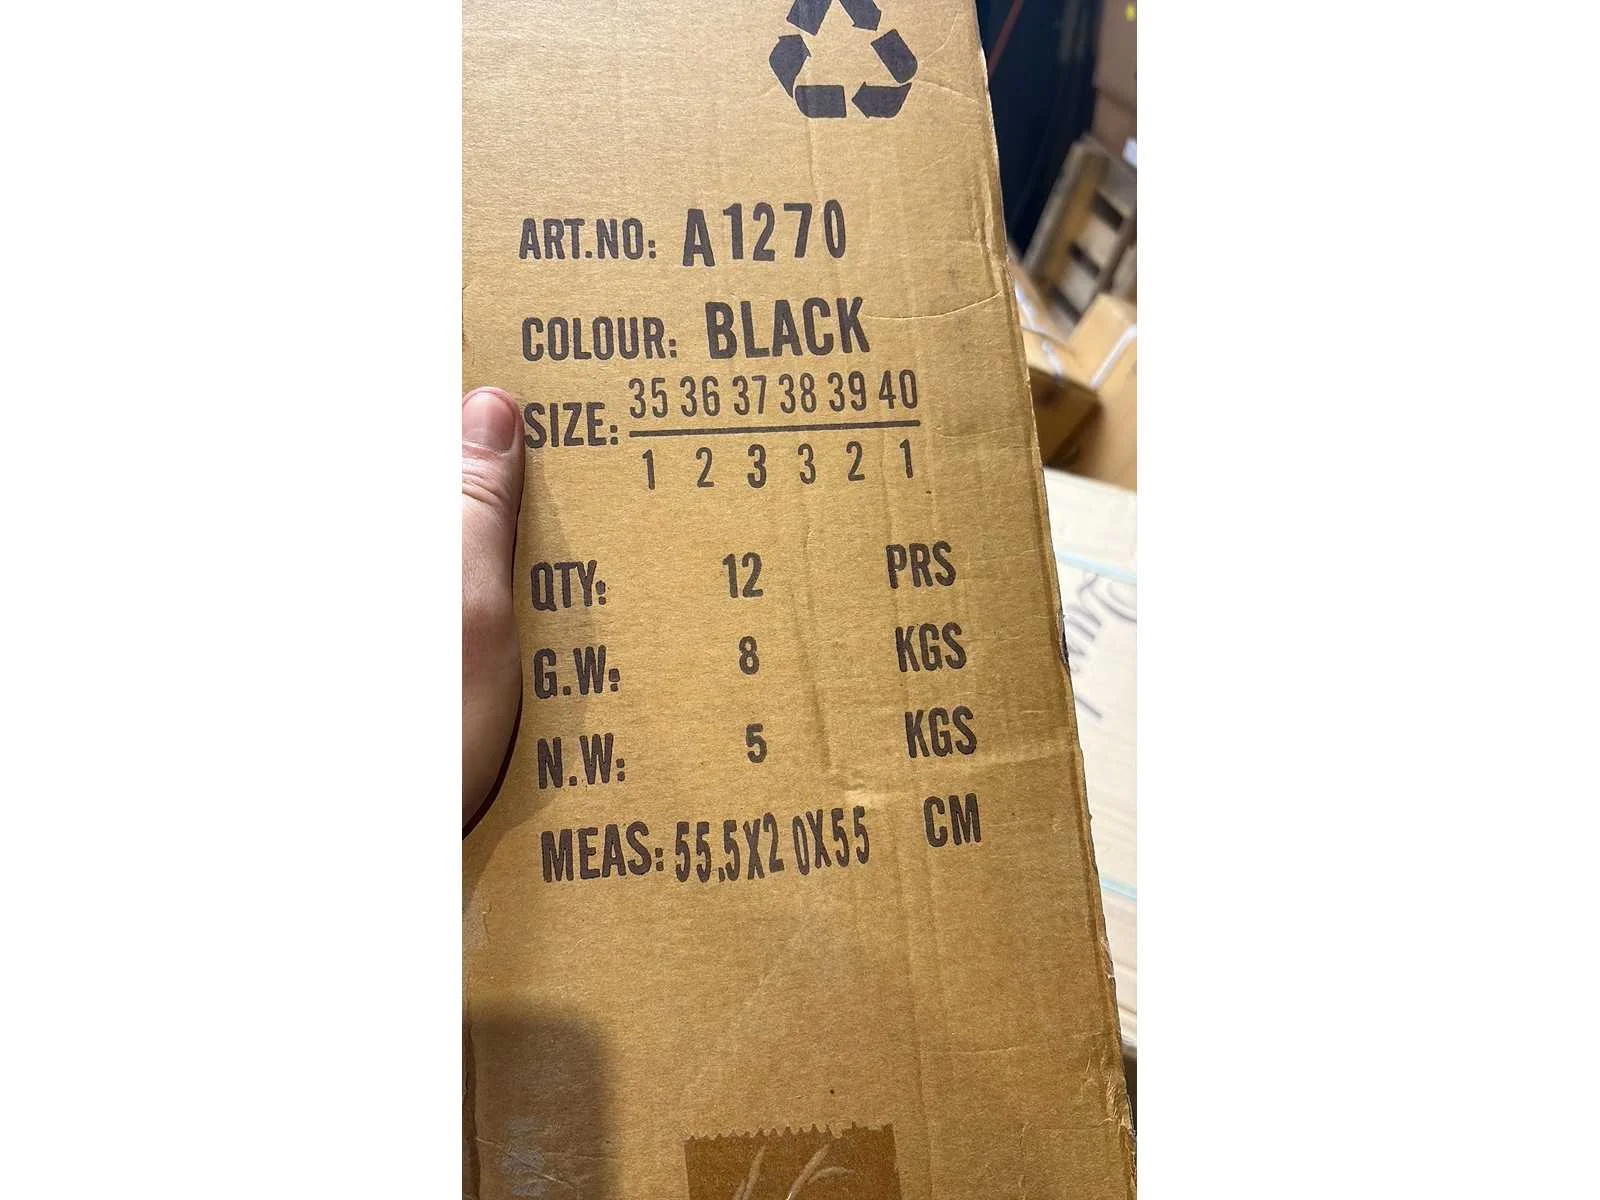 ART.NO: A1270
COLOUR: BLACK
SIZE: 35 36 37 38 39 40
1 2 3 3 2 1
QTY: 12 PRS
G.W: 8 KGS
N.W: 5 KGS
MEAS: 55.5X20X55 CM